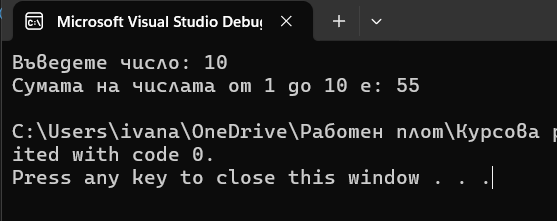 Microsoft Visual Studio Debug
Въведете число: 10
Сумата на числата от 1 до 10 е: 55
C:\Users\ivana\OneDrive\Работен плот\Курсова р
ited with code 0.
Press any key to close this window . . .